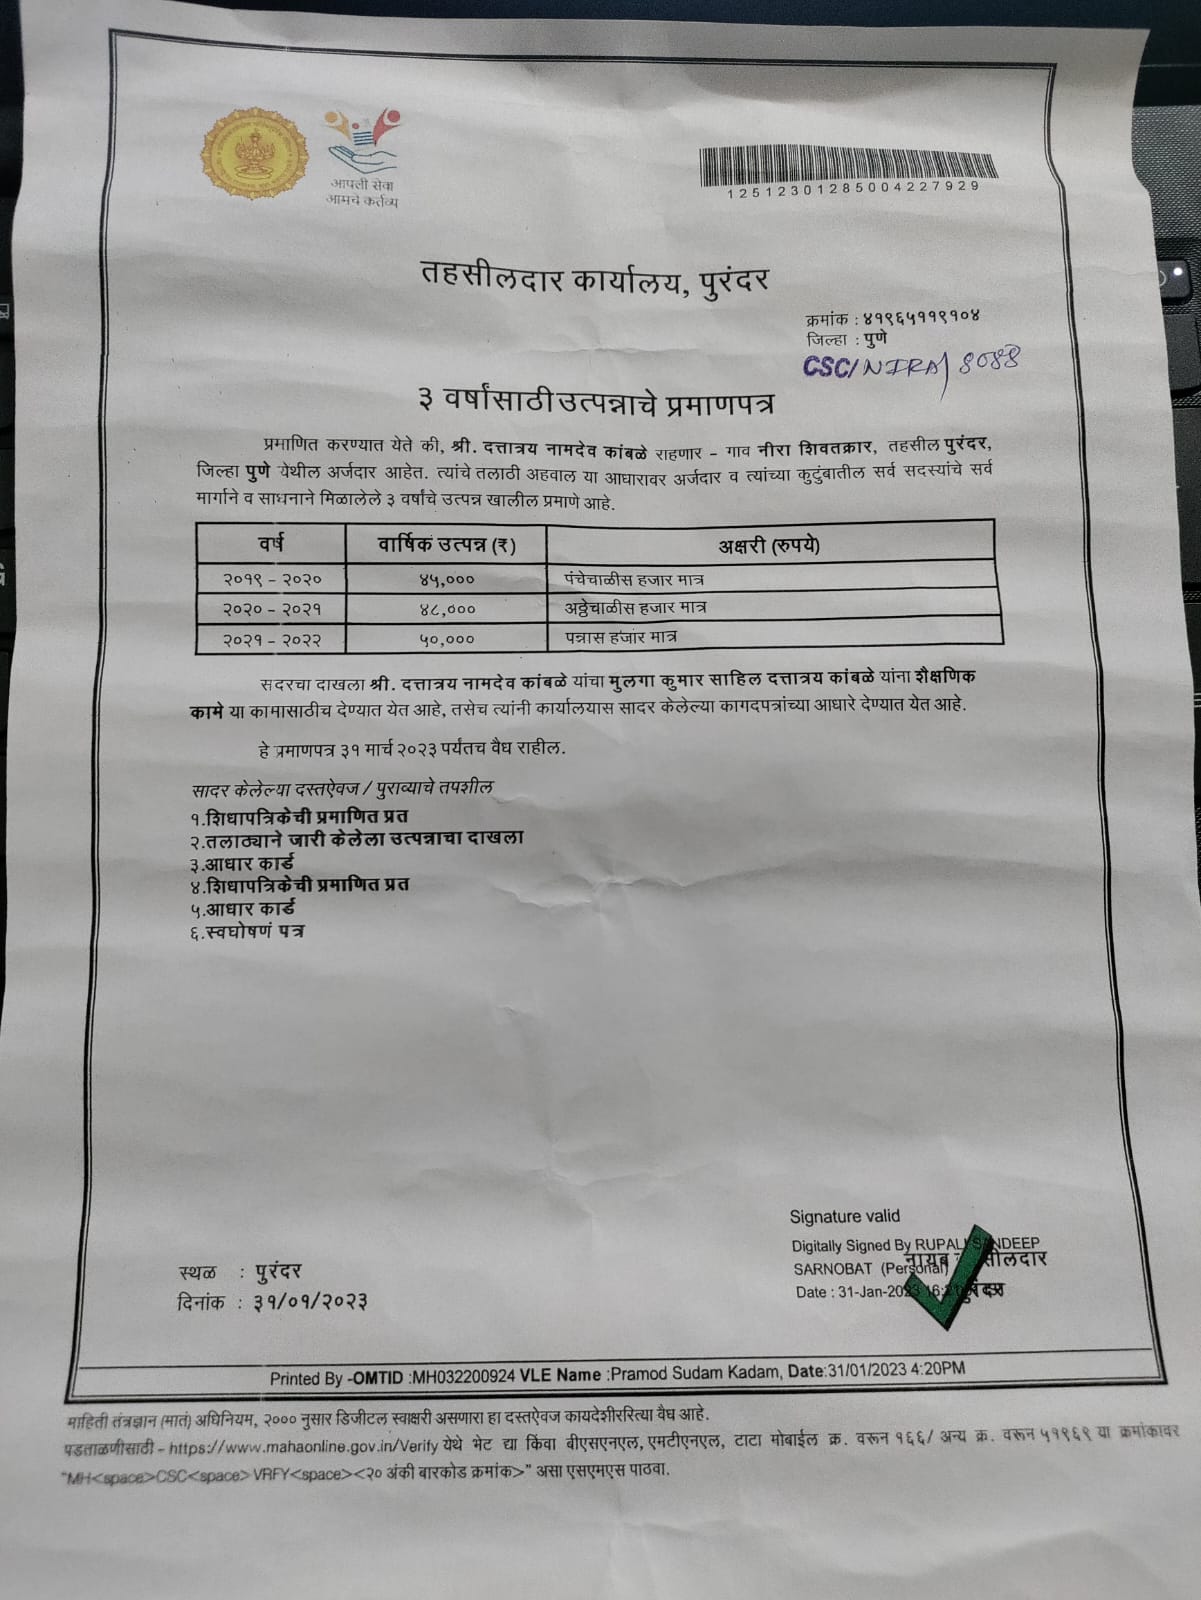 आपली सेवा
आमचे कर्तव्य
12512301285004227929
तहसीलदार कार्यालय, पुरंदर
क्रमांक : ४१९६५११९१०४
जिल्हा : पुणे
CSC/NIRA/
३ वर्षांसाठी उत्पन्नाचे प्रमाणपत्र
प्रमाणित करण्यात येते की, श्री. दत्तात्रय नामदेव कांबळे राहणार - गाव नीरा शिवतक्रार, तहसील पुरंदर,
जिल्हा पुणे येथील अर्जदार आहेत. त्यांचे तलाठी अहवाल या आधारावर अर्जदार व त्यांच्या कुटुंबातील सर्व सदस्यांचे सर्व
मार्गाने व साधनाने मिळालेले ३ वर्षांचे उत्पन्न खालील प्रमाणे आहे.
वर्ष वार्षिक उत्पन्न (₹) अक्षरी (रुपये)
२०१९ - २०२० ४५,००० पंचेचाळीस हजार मात्र
२०२० - २०२१ ४८,००० अठ्ठेचाळीस हजार मात्र
२०२१ - २०२२ ५०,००० पन्नास हजार मात्र
सदरचा दाखला श्री. दत्तात्रय नामदेव कांबळे यांचा मुलगा कुमार साहिल दत्तात्रय कांबळे यांना शैक्षणिक
कामे या कामासाठीच देण्यात येत आहे, तसेच त्यांनी कार्यालयास सादर केलेल्या कागदपत्रांच्या आधारे देण्यात येत आहे.
हे प्रमाणपत्र ३१ मार्च २०२३ पर्यंतच वैध राहील.
सादर केलेल्या दस्तऐवज / पुराव्याचे तपशील
१.शिधापत्रिकेची प्रमाणित प्रत
२.तलाठ्याने जारी केलेला उत्पन्नाचा दाखला
३.आधार कार्ड
४.शिधापत्रिकेची प्रमाणित प्रत
५.आधार कार्ड
६.स्वघोषणं पत्र
Signature valid
Digitally Signed By RUPALI SANDEEP
नायब
SARNOBAT (Personal)
Date : 31-Jan-2023
पुरंदर
स्थळ : पुरंदर
दिनांक : ३१/०१/२०२३
Printed By -OMTID :MH032200924 VLE Name :Pramod Sudam Kadam, Date:31/01/2023 4:20PM
माहिती तंत्रज्ञान (मातं) अधिनियम, २००० नुसार डिजीटल स्वाक्षरी असणारा हा दस्तऐवज कायदेशीररित्या वैध आहे.
पडताळणीसाठी - https://www.mahaonline.gov.in/Verify येथे भेट द्या किंवा बीएसएनएल, एमटीएनएल, टाटा मोबाईल क्र. वरून १६६/ अन्य क्र. वरून ५१९६९ या क्रमांकावर
"MH<space>CSC<space>VRFY<space><२० अंकी बारकोड क्रमांक>" असा एसएमएस पाठवा.